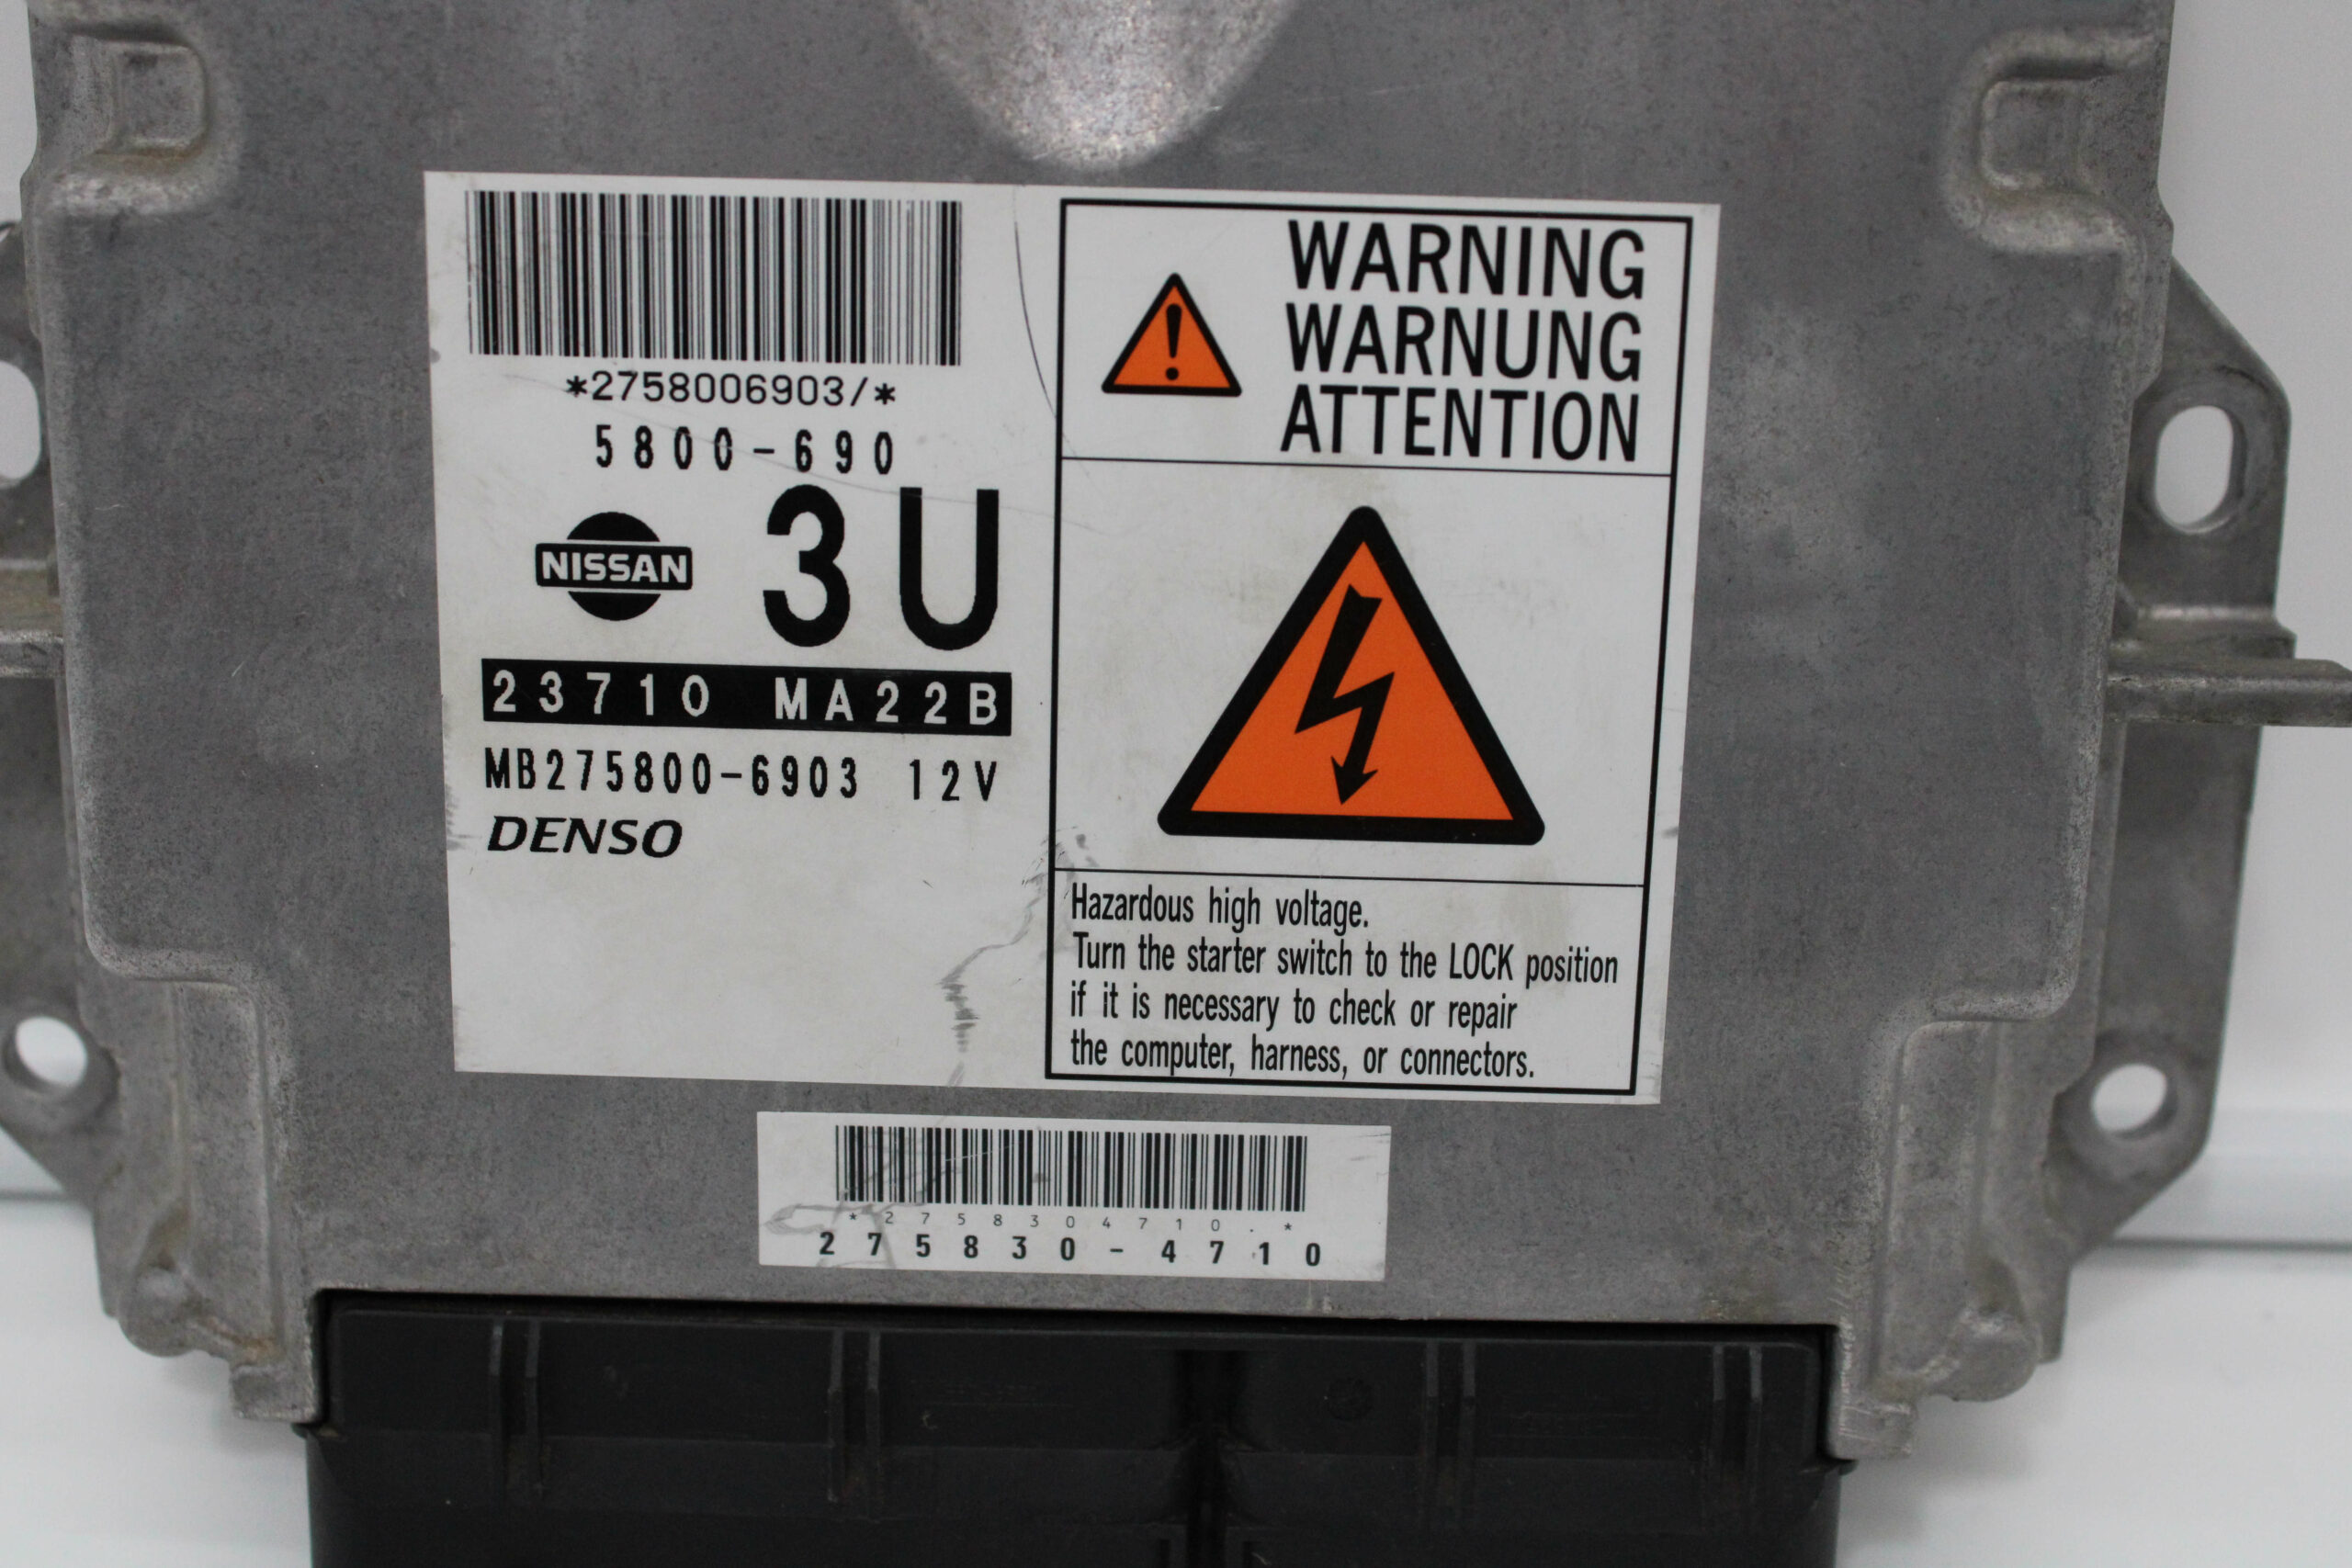 *2758006903/*
5800-690
NISSAN
3U
23710 MA22B
MB275800-6903 12V
DENSO
WARNING
WARNUNG
ATTENTION
Hazardous high voltage.
Turn the starter switch to the LOCK position
if it is necessary to check or repair
the computer, harness, or connectors.
*2758304710.*
275830-4710